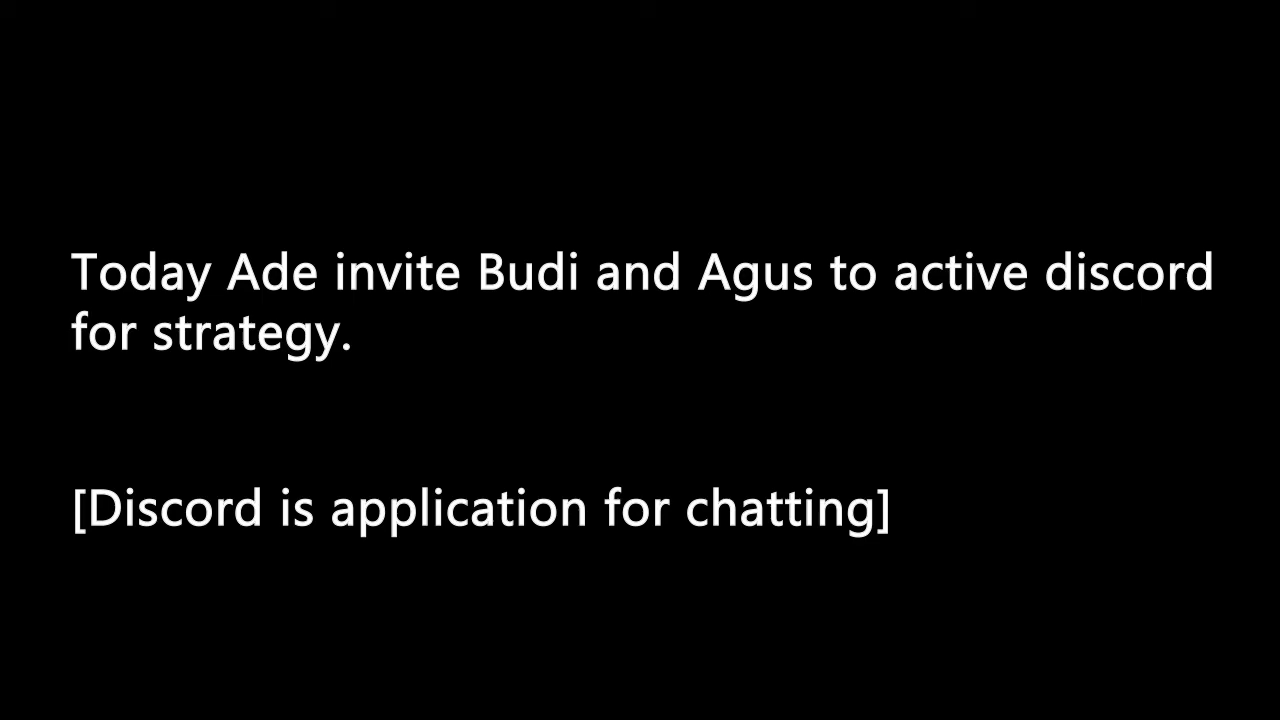 Today Ade invite Budi and Agus to active discord
for strategy.
[Discord is application for chatting]